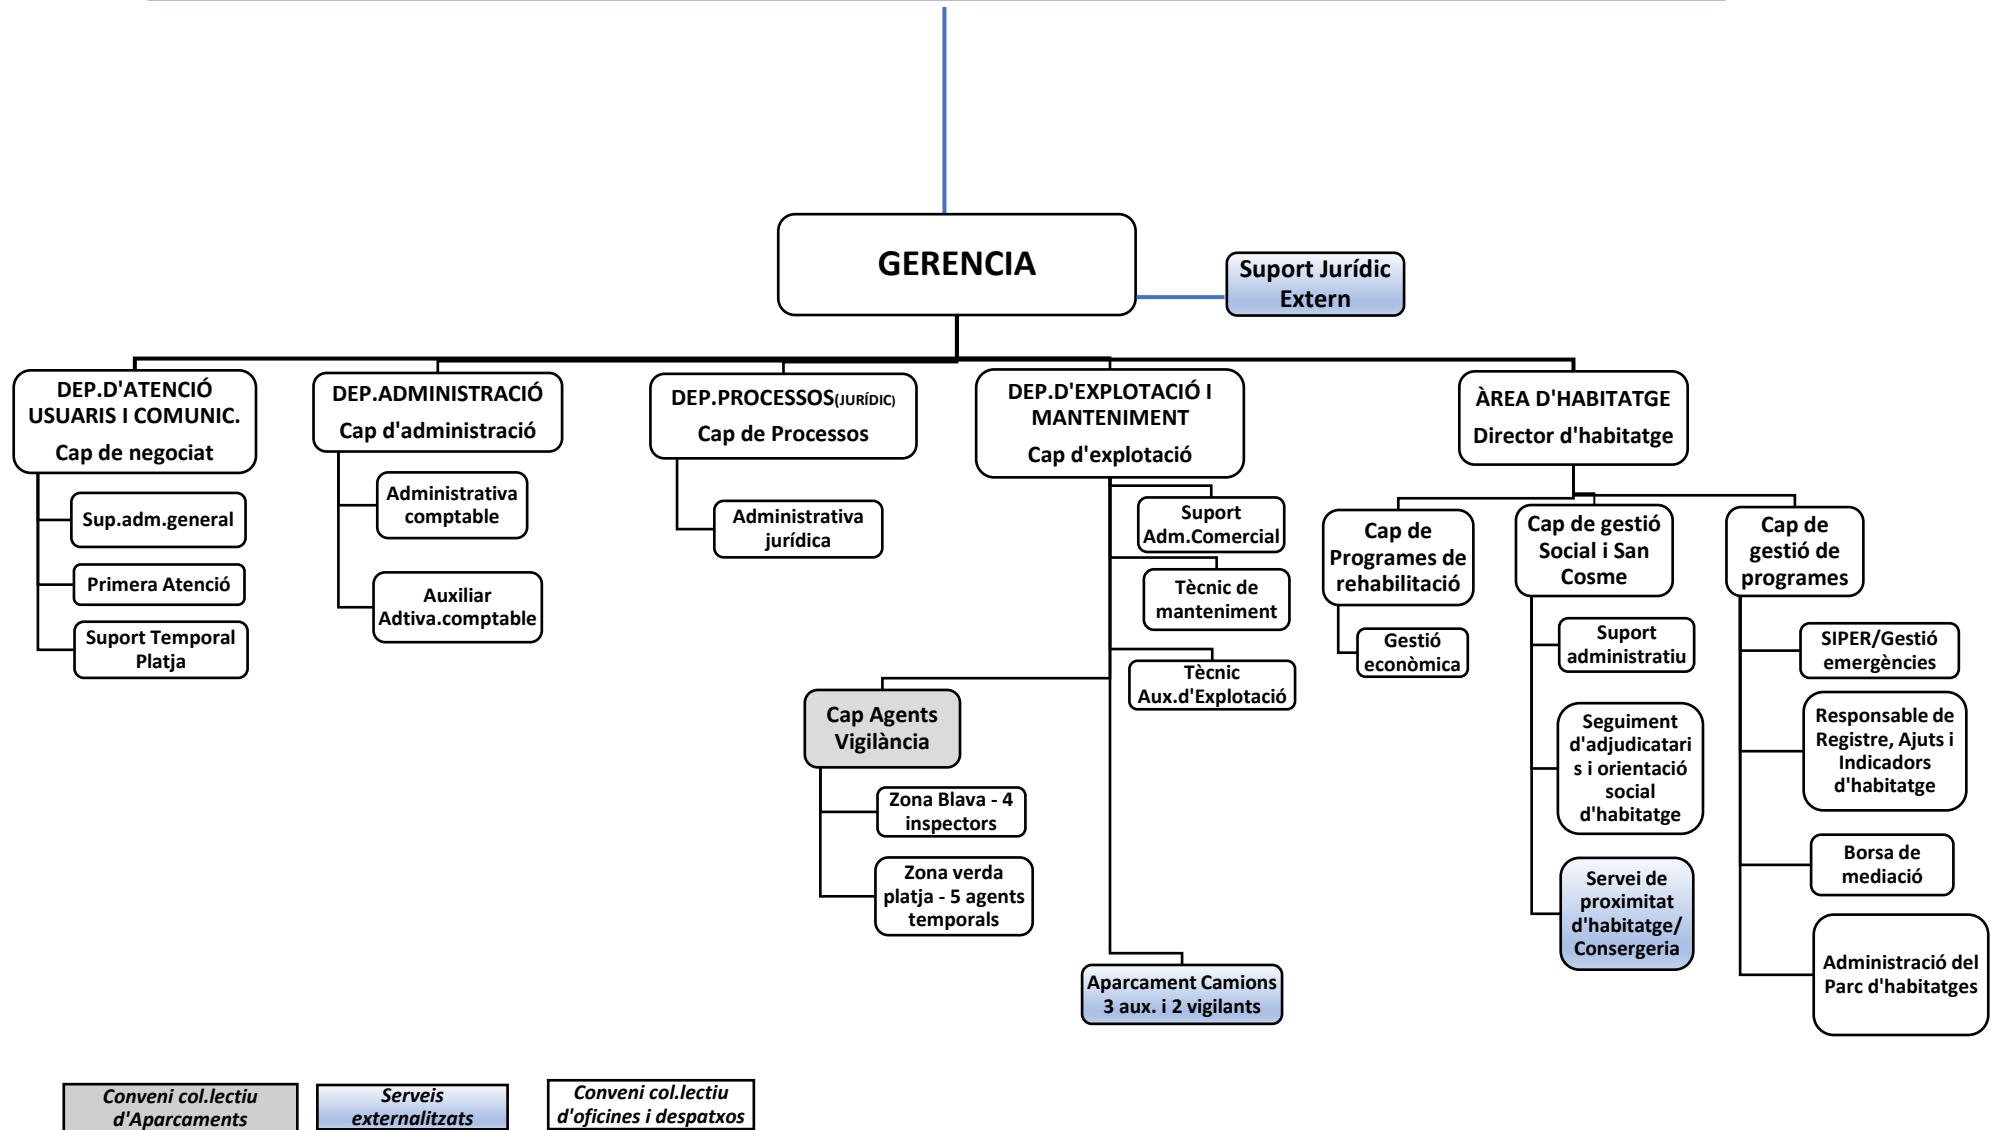 GERENCIA
Suport Jurídic
Extern
DEP.D'ATENCIÓ
USUARIS I COMUNIC.
Cap de negociat
Sup.adm.general
Primera Atenció
Suport Temporal
Platja
DEP.ADMINISTRACIÓ
Cap d'administració
Administrativa
comptable
Auxiliar
Adtiva.comptable
DEP.PROCESSOS(JURÍDIC)
Cap de Processos
Administrativa
jurídica
DEP.D'EXPLOTACIÓ I
MANTENIMENT
Cap d'explotació
Suport
Adm.Comercial
Tècnic de
manteniment
Tècnic
Aux.d'Explotació
Cap Agents
Vigilància
Zona Blava - 4
inspectors
Zona verda
platja - 5 agents
temporals
Aparcament Camions
3 aux. i 2 vigilants
ÀREA D'HABITATGE
Director d'habitatge
Cap de
Programes de
rehabilitació
Gestió
econòmica
Cap de gestió
Social i San
Cosme
Suport
administratiu
Seguiment
d'adjudicatari
s i orientació
social
d'habitatge
Servei de
proximitat
d'habitatge/
Consergeria
Cap de
gestió de
programes
SIPER/Gestió
emergències
Responsable de
Registre, Ajuts i
Indicadors
d'habitatge
Borsa de
mediació
Administració del
Parc d'habitatges
Conveni col.lectiu
d'Aparcaments
Serveis
externalitzats
Conveni col.lectiu
d'oficines i despatxos